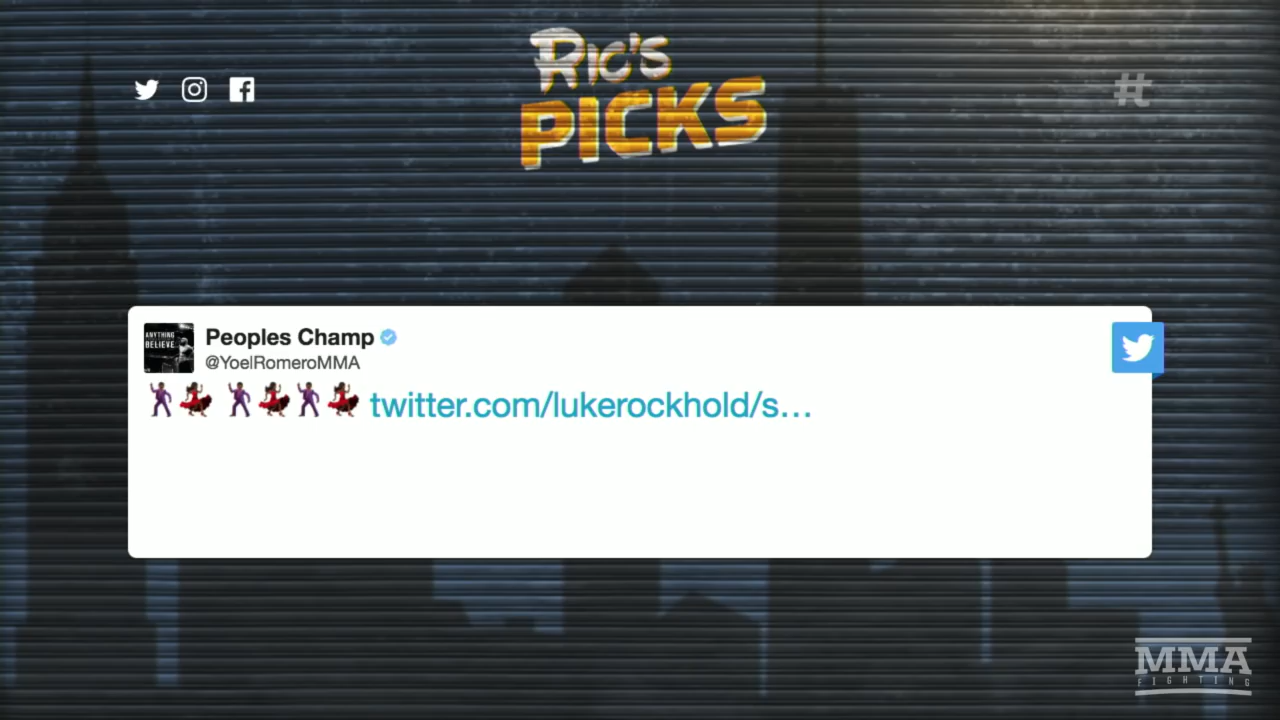 Ric's
PICKS
#
Peoples Champ
@YoelRomeroMMA
ANYTHING
BELIEVE
🕺💃 🕺💃🕺💃 twitter.com/lukerockhold/s…
MMA
FIGHTING